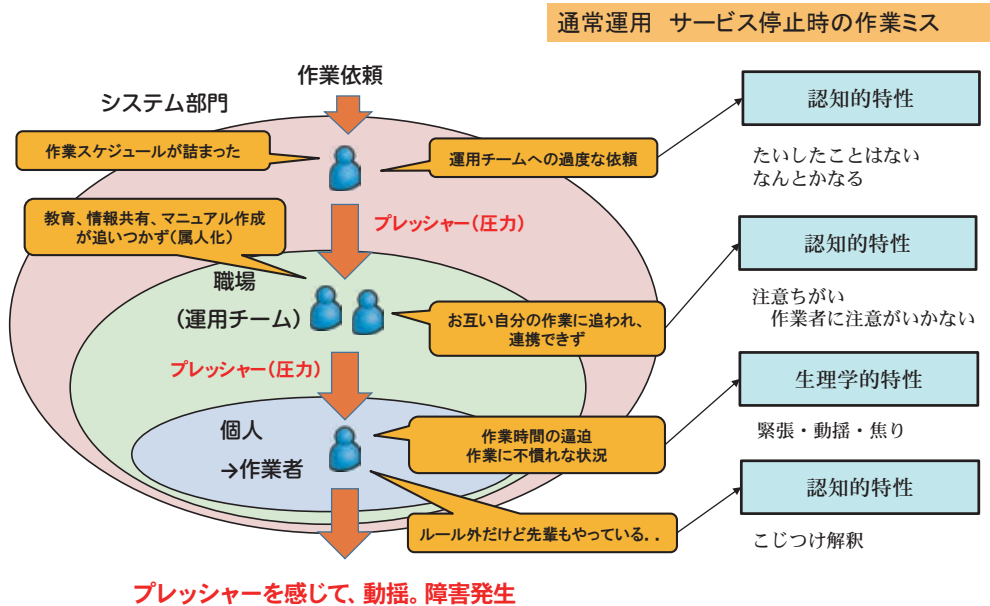 通常運用 サービス停止時の作業ミス
作業依頼
システム部門
作業スケジュールが詰まった
運用チームへの過度な依頼
認知的特性
たいしたことはない
なんとかなる
教育、情報共有、マニュアル作成
が追いつかず(属人化)
プレッシャー(圧力)
職場
(運用チーム)
お互い自分の作業に追われ、
連携できず
認知的特性
注意ちがい
作業者に注意がいかない
プレッシャー(圧力)
個人
→作業者
作業時間の逼迫
作業に不慣れな状況
生理学的特性
緊張・動揺・焦り
ルール外だけど先輩もやっている. .
認知的特性
こじつけ解釈
プレッシャーを感じて、動揺。障害発生